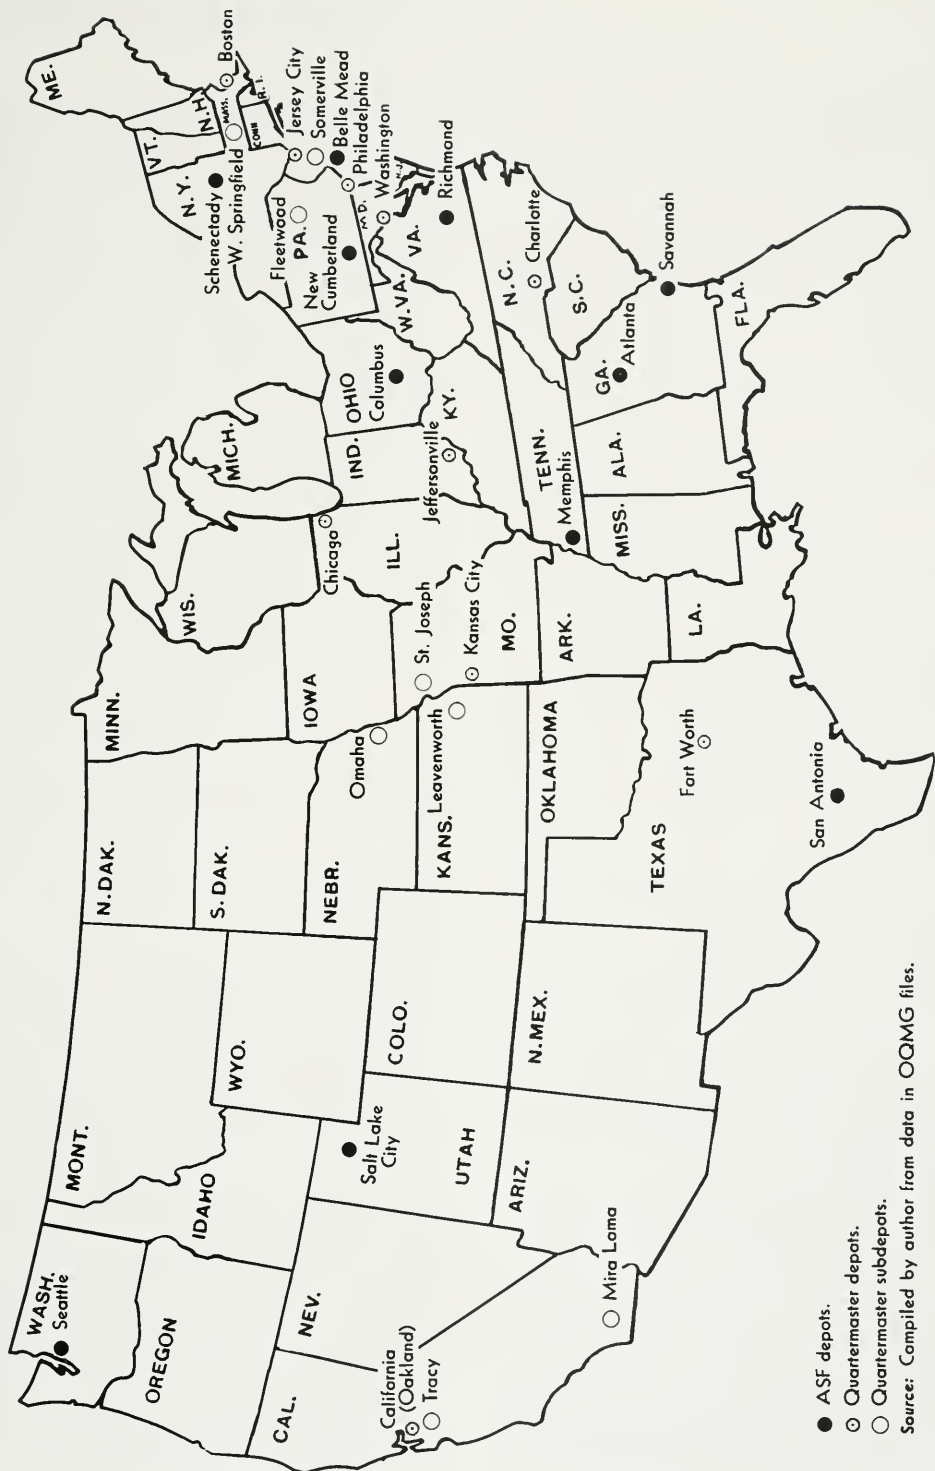 WASH.
Seattle
OREGON
CAL.
California
(Oakland)
Tracy
Mira Loma
NEV.
IDAHO
MONT.
WYO.
UTAH
Salt Lake
City
ARIZ.
COLO.
N.MEX.
N.DAK.
S. DAK.
NEBR.
Omaha
KANS.
Leavenworth
OKLAHOMA
TEXAS
Fort Worth
San Antonio
MINN.
IOWA
WIS.
St. Joseph
Kansas City
MO.
ARK.
LA.
ILL.
Chicago
MICH.
IND.
Jeffersonville
OHIO
Columbus
KY.
TENN.
Memphis
MISS.
ALA.
GA.
Atlanta
FLA.
Savannah
S.C.
N.C.
Charlotte
W.VA.
VA.
Richmond
Washington
M.D.
N.J.
Philadelphia
Belle Mead
Somerville
Jersey City
PA.
Fleetwood
New
Cumberland
N.Y.
Schenectady
W. Springfield
VT.
N.H
ME.
MASS.
Boston
CONN
R.I.
ASF depots.
Quartermaster depots.
Quartermaster subdepots.
Source: Compiled by author from data in OQMG files.